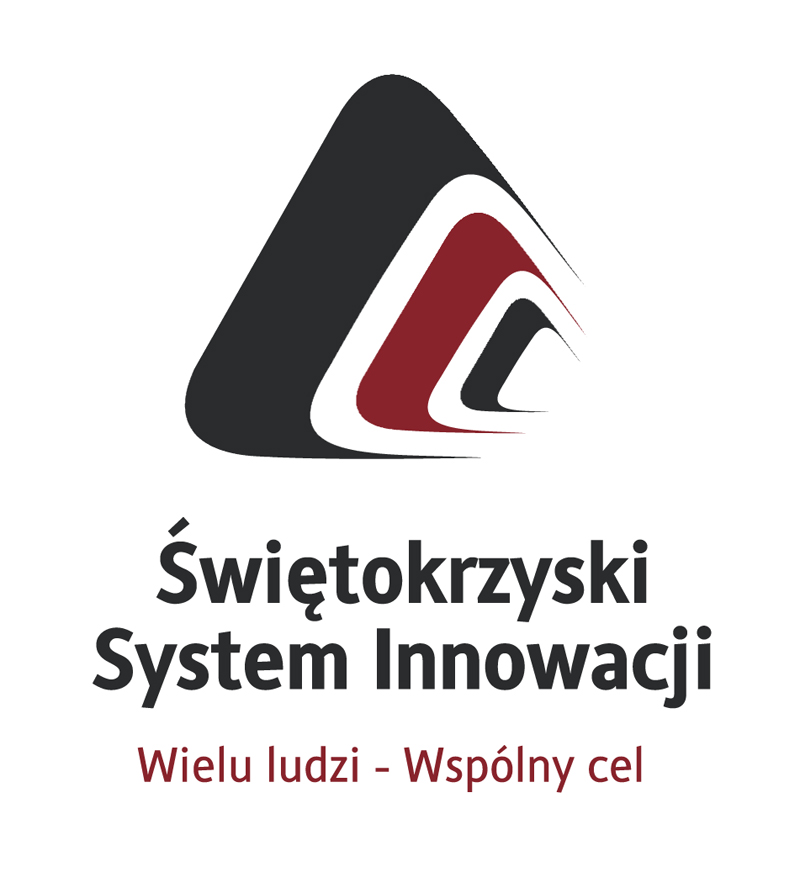 Świętokrzyski
System Innowacji
Wielu ludzi - Wspólny cel